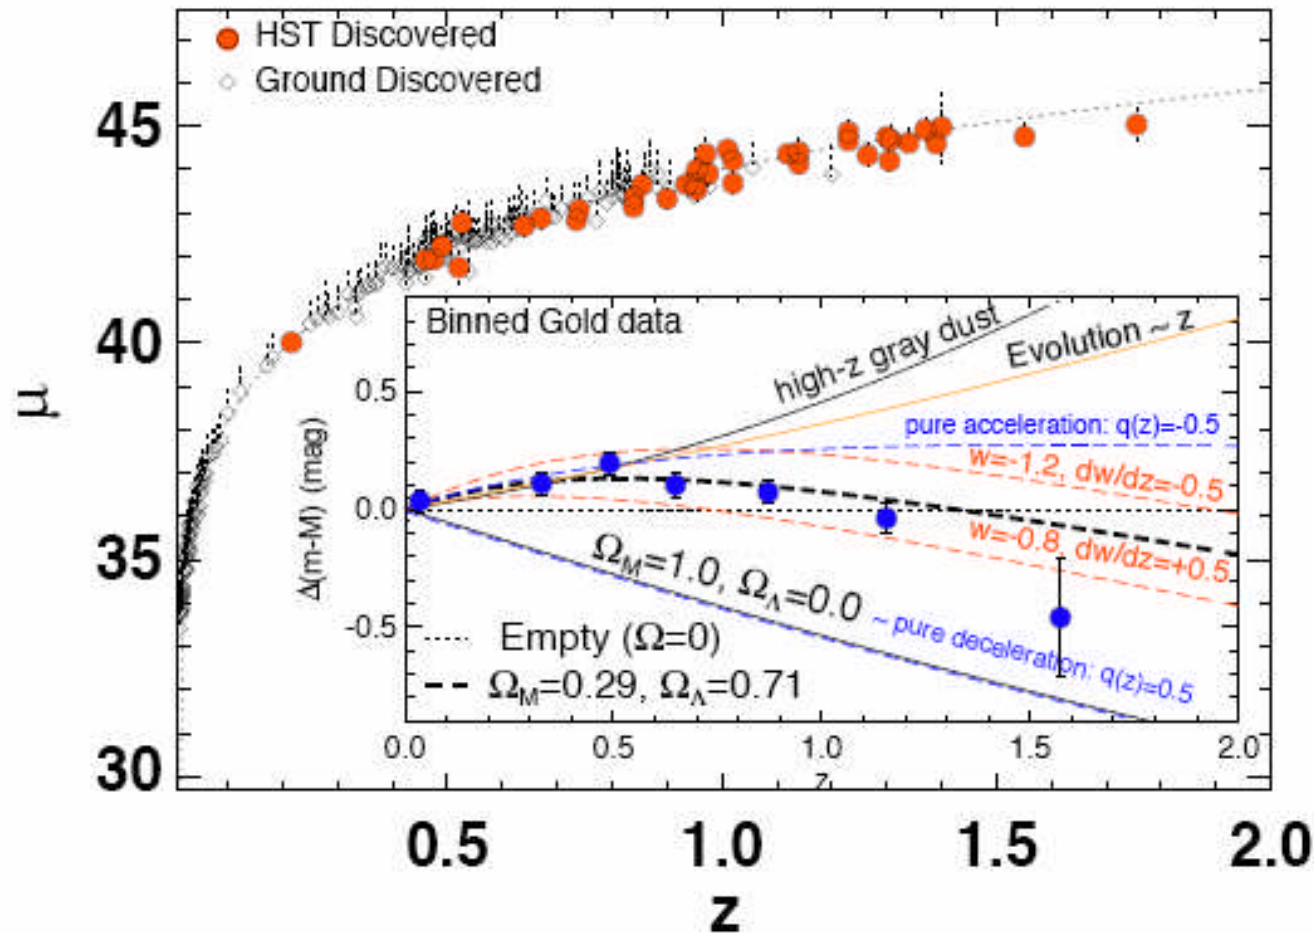 HST Discovered
Ground Discovered
45
40
35
30
μ
0.5
1.0
1.5
2.0
z
Binned Gold data
high-z gray dust
Evolution ~ z
pure acceleration: q(z)=-0.5
w=-1.2, dw/dz=-0.5
w=-0.8, dw/dz=+0.5
Ω_M=1.0, Ω_Λ=0.0
~ pure deceleration: q(z)=0.5
Empty (Ω=0)
Ω_M=0.29, Ω_Λ=0.71
Δ(m-M) (mag)
0.5
0.0
-0.5
0.0
0.5
1.0
1.5
2.0
z